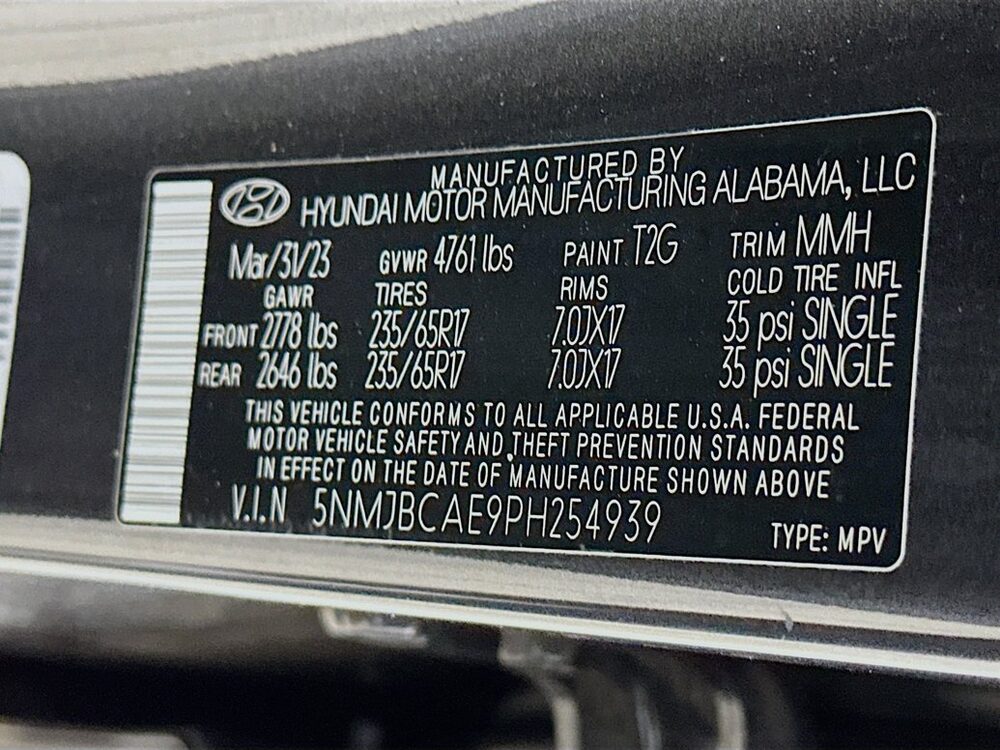 MANUFACTURED BY
HYUNDAI MOTOR MANUFACTURING ALABAMA, LLC
Mar/31/23 GVWR 4761 lbs PAINT T2G TRIM MMH
GAWR TIRES RIMS COLD TIRE INFL
FRONT 2778 lbs 235/65R17 7.0JX17 35 psi SINGLE
REAR 2646 lbs 235/65R17 7.0JX17 35 psi SINGLE
THIS VEHICLE CONFORMS TO ALL APPLICABLE U.S.A. FEDERAL
MOTOR VEHICLE SAFETY AND THEFT PREVENTION STANDARDS
IN EFFECT ON THE DATE OF MANUFACTURE SHOWN ABOVE
V.I.N 5NMJBCAE9PH254939 TYPE: MPV